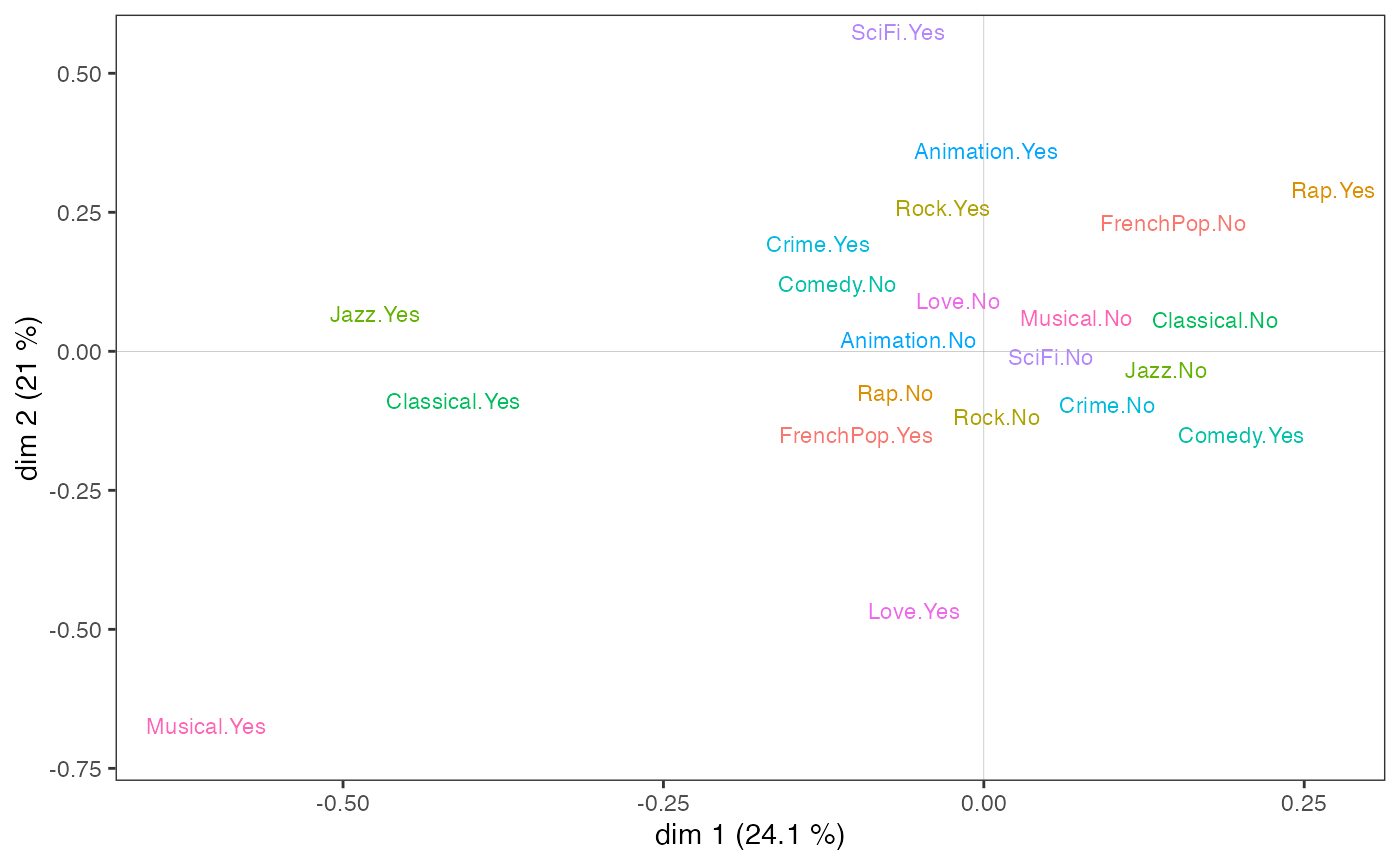 SciFi.Yes
0.50
Animation.Yes
Rap.Yes
Rock.Yes
0.25
FrenchPop.No
Crime.Yes
Comedy.No
Love.No
Jazz.Yes
Musical.No
Classical.No
Animation.No
0.00
SciFi.No
Jazz.No
Rap.No
Classical.Yes
Crime.No
Rock.No
FrenchPop.Yes
Comedy.Yes
-0.25
Love.Yes
-0.50
Musical.Yes
-0.75
dim 2 (21 %)
-0.50 -0.25 0.00 0.25
dim 1 (24.1 %)